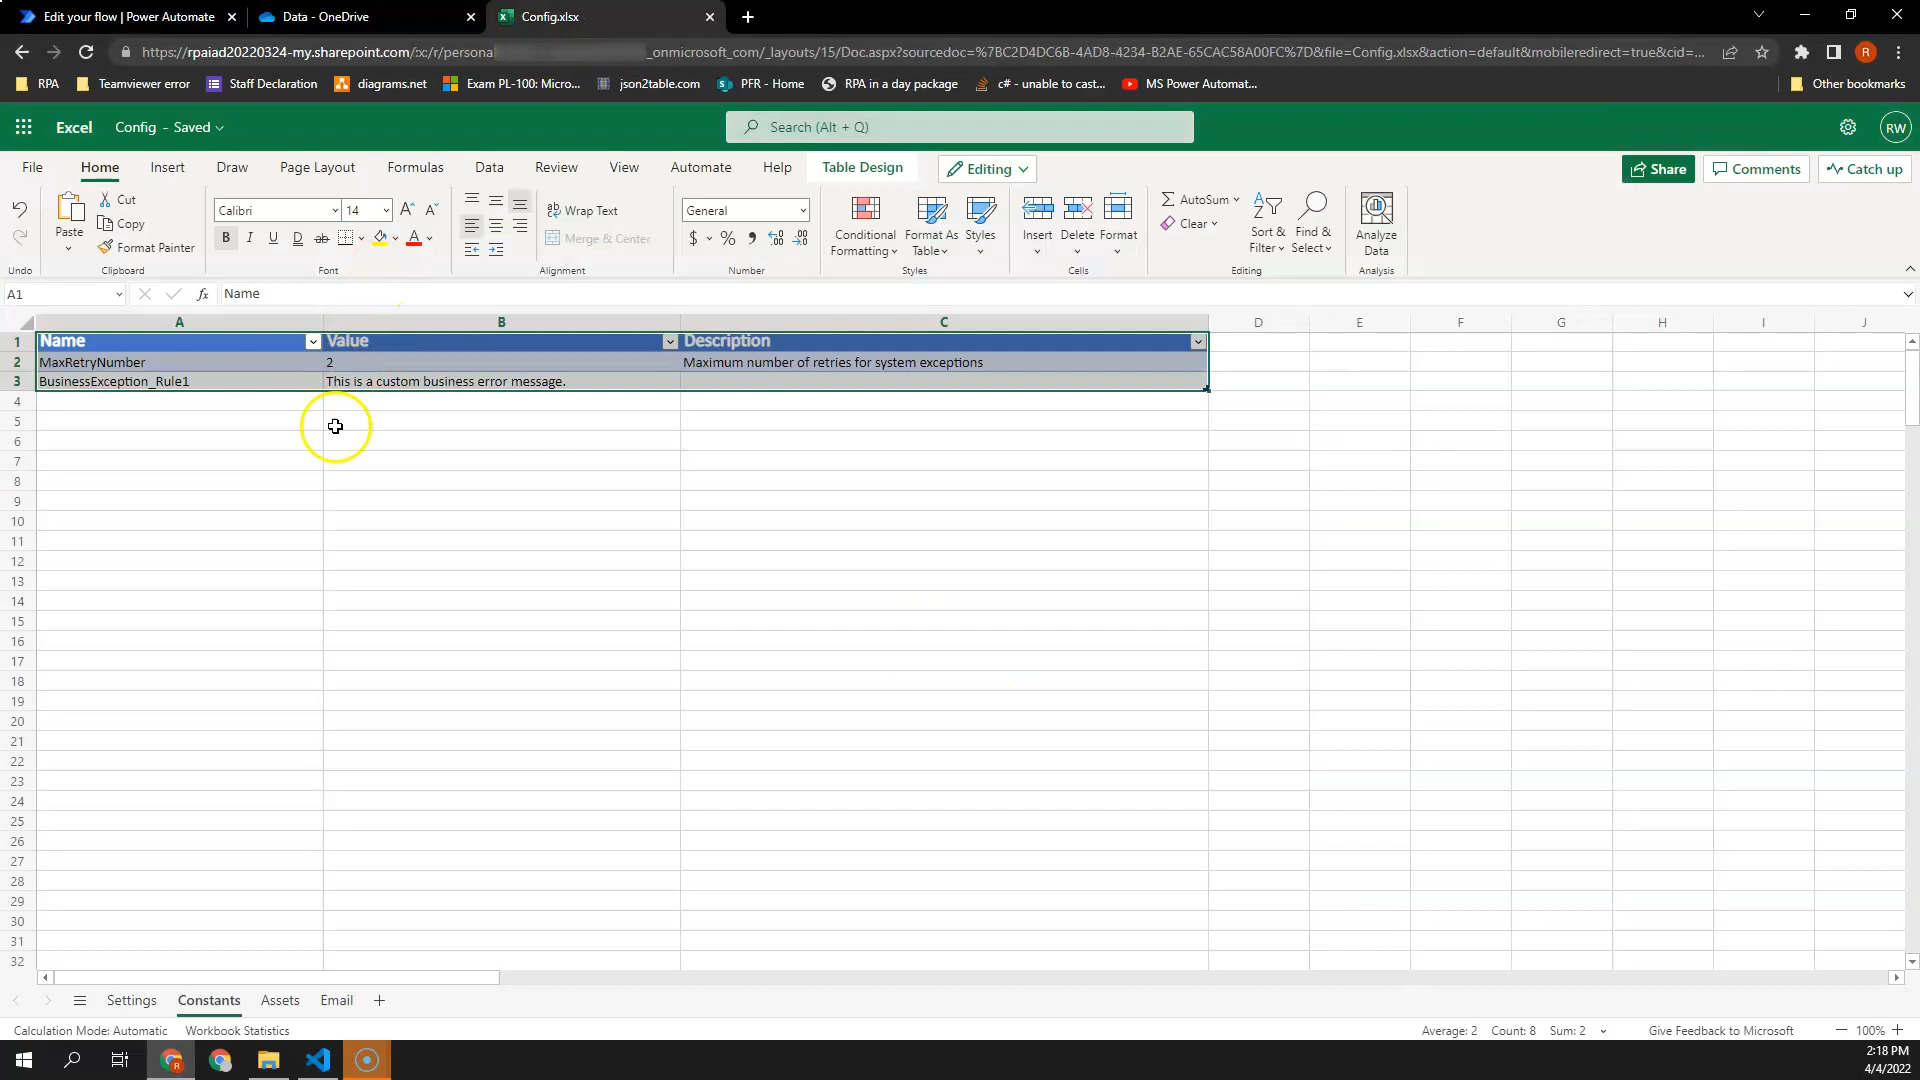 Edit your flow | Power Automate
Data - OneDrive
Config.xlsx
https://rpaiad20220324-my.sharepoint.com/:x:/r/personal _onmicrosoft_com/_layouts/15/Doc.aspx?sourcedoc=%7BC2D4DC6B-4AD8-4234-B2AE-65CAC58A00FC%7D&file=Config.xlsx&action=default&mobileredirect=true&cid=...
R
RPA
Teamviewer error
Staff Declaration
diagrams.net
Exam PL-100: Micro...
json2table.com
PFR - Home
RPA in a day package
c# - unable to cast...
MS Power Automat...
Other bookmarks
Excel
Config - Saved
Search (Alt + Q)
RW
File
Home
Insert
Draw
Page Layout
Formulas
Data
Review
View
Automate
Help
Table Design
Editing
Share
Comments
Catch up
Paste
Cut
Copy
Format Painter
Calibri
14
Wrap Text
Merge & Center
General
Conditional Formatting
Format As Table
Styles
Insert
Delete
Format
AutoSum
Clear
Sort & Filter
Find & Select
Analyze Data
Undo
Clipboard
Font
Alignment
Number
Styles
Cells
Editing
Analysis
A1
fx
Name
A B C D E F G H I J
1 Name Value Description
2 MaxRetryNumber 2 Maximum number of retries for system exceptions
3 BusinessException_Rule1 This is a custom business error message.
4
5
6
7
8
9
10
11
12
13
14
15
16
17
18
19
20
21
22
23
24
25
26
27
28
29
30
31
32
Settings
Constants
Assets
Email
Calculation Mode: Automatic
Workbook Statistics
Average: 2
Count: 8
Sum: 2
Give Feedback to Microsoft
100%
2:18 PM
4/4/2022